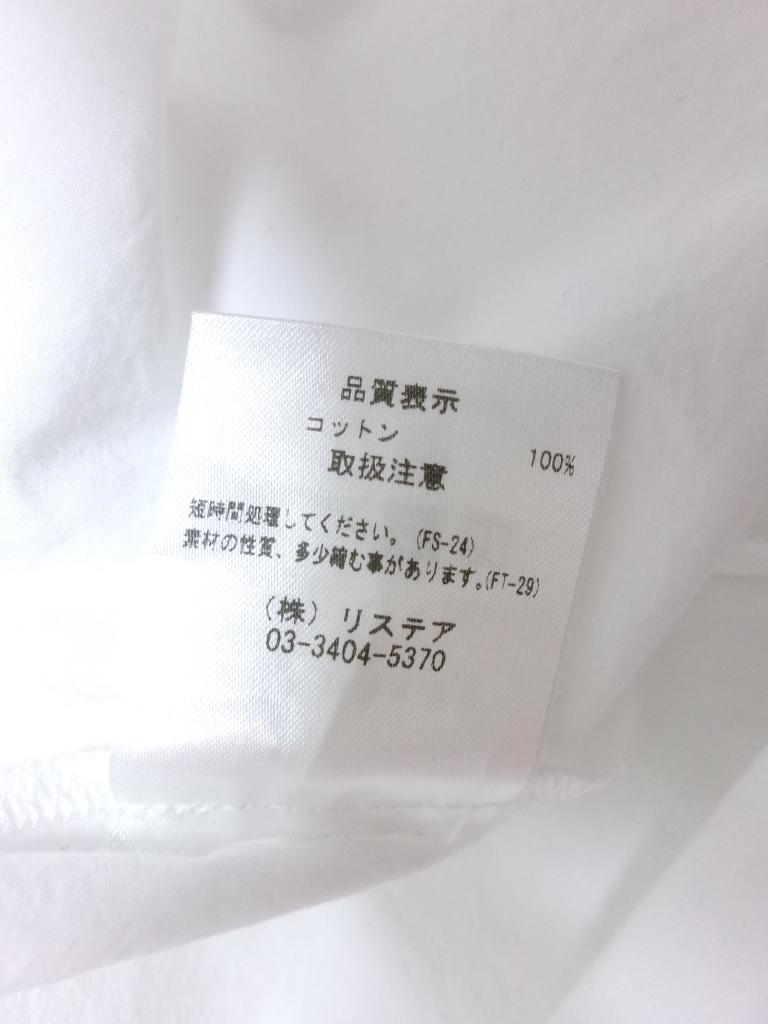 品質表示
コットン 100%
取扱注意
短時間処理してください。(FS-24)
素材の性質、多少縮む事があります。(FT-29)
(株) リステア
03-3404-5370